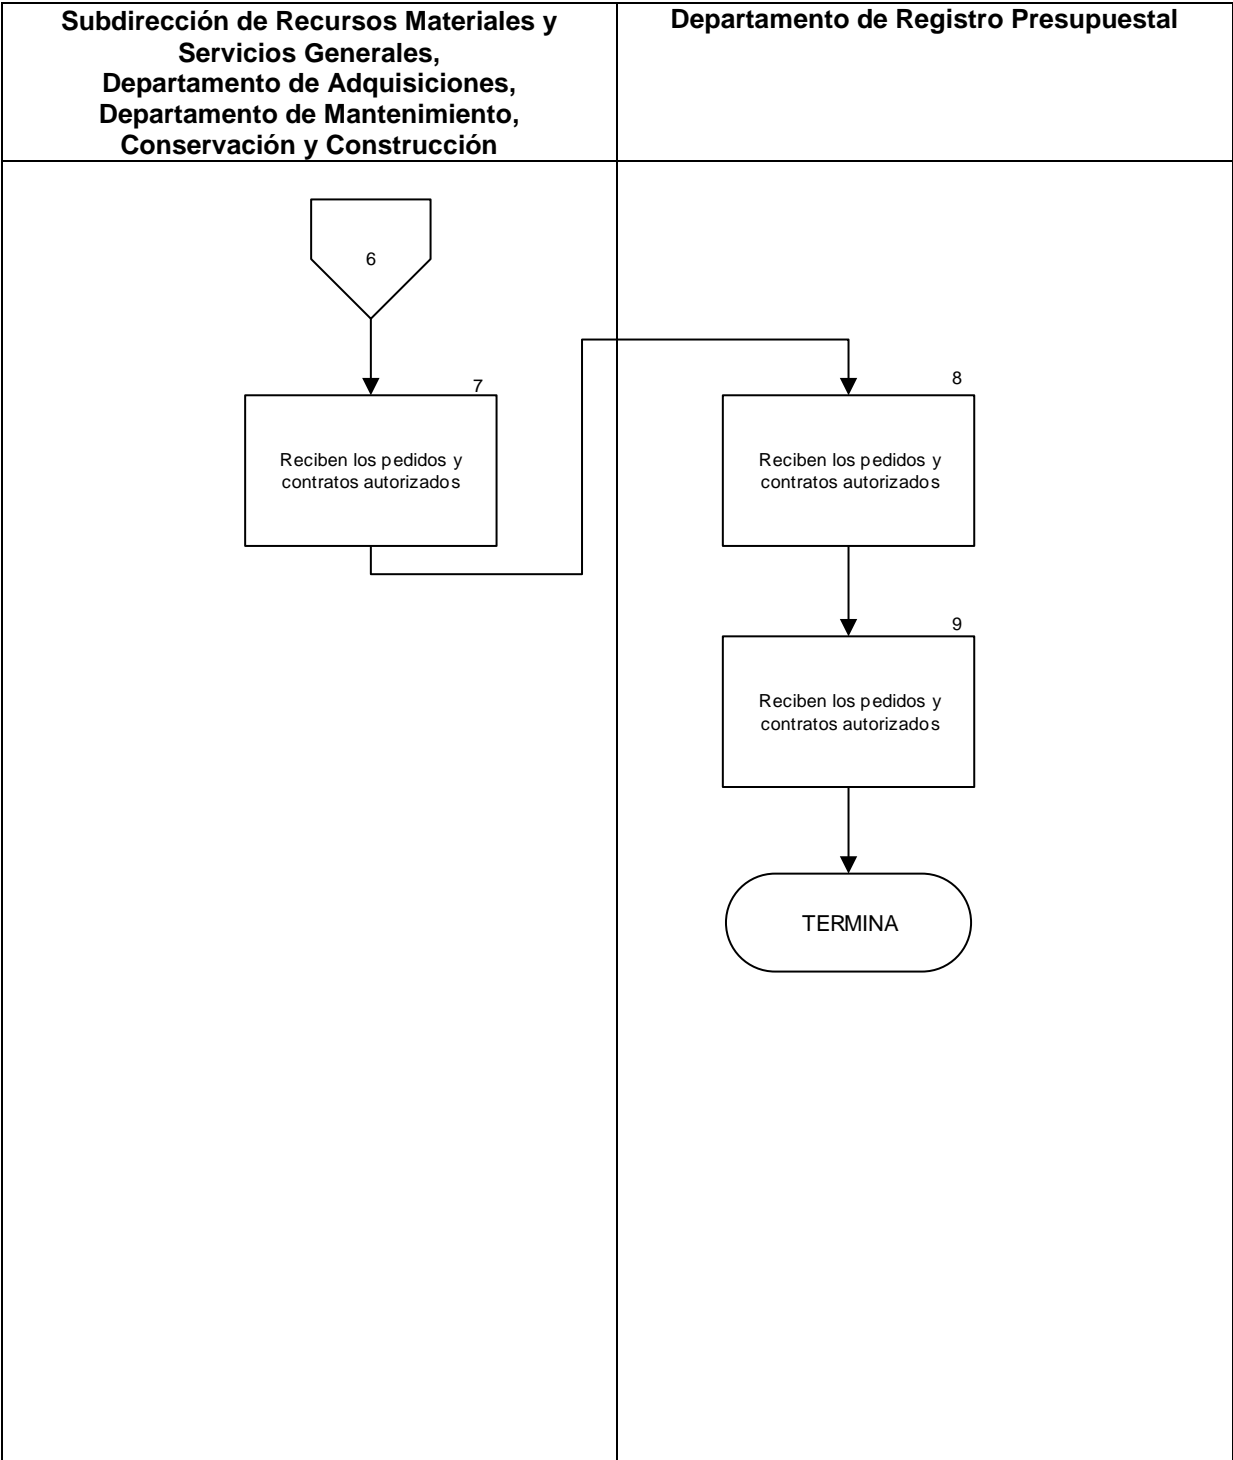 Subdirección de Recursos Materiales y
Servicios Generales,
Departamento de Adquisiciones,
Departamento de Mantenimiento,
Conservación y Construcción
Departamento de Registro Presupuestal
6
7
Reciben los pedidos y
contratos autorizados
8
Reciben los pedidos y
contratos autorizados
9
Reciben los pedidos y
contratos autorizados
TERMINA